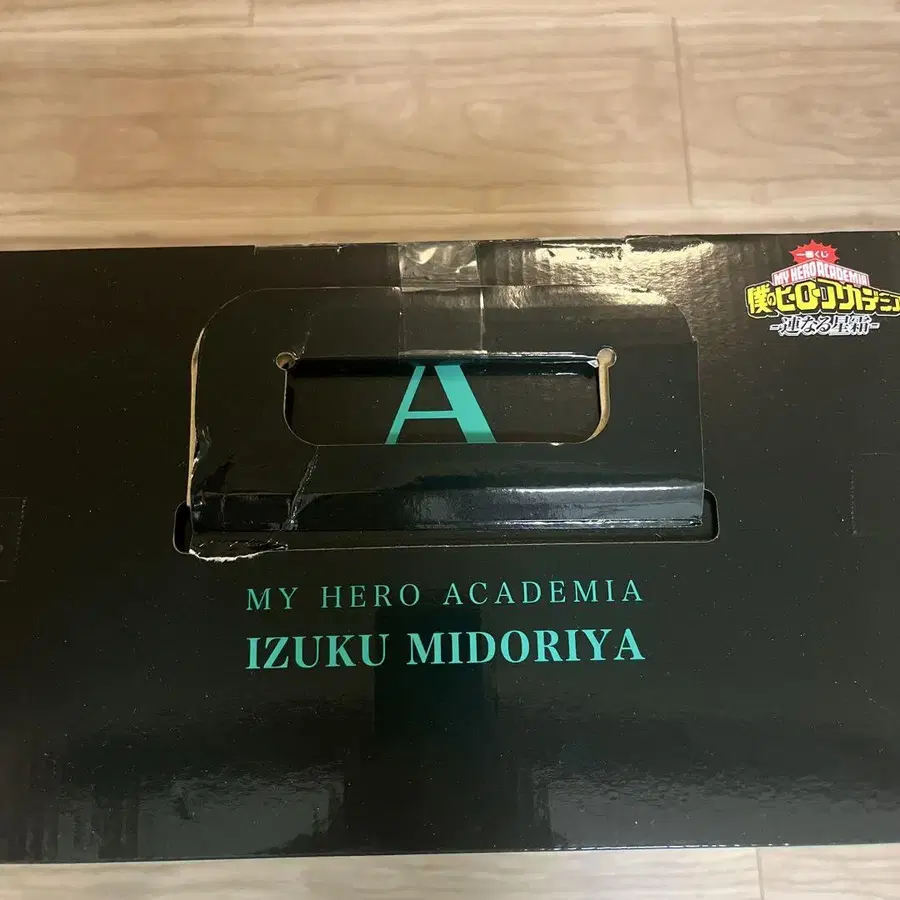 一番くじ
MY HERO ACADEMIA
僕のヒーローアカデミア
-連なる星霜-
A
MY HERO ACADEMIA
IZUKU MIDORIYA